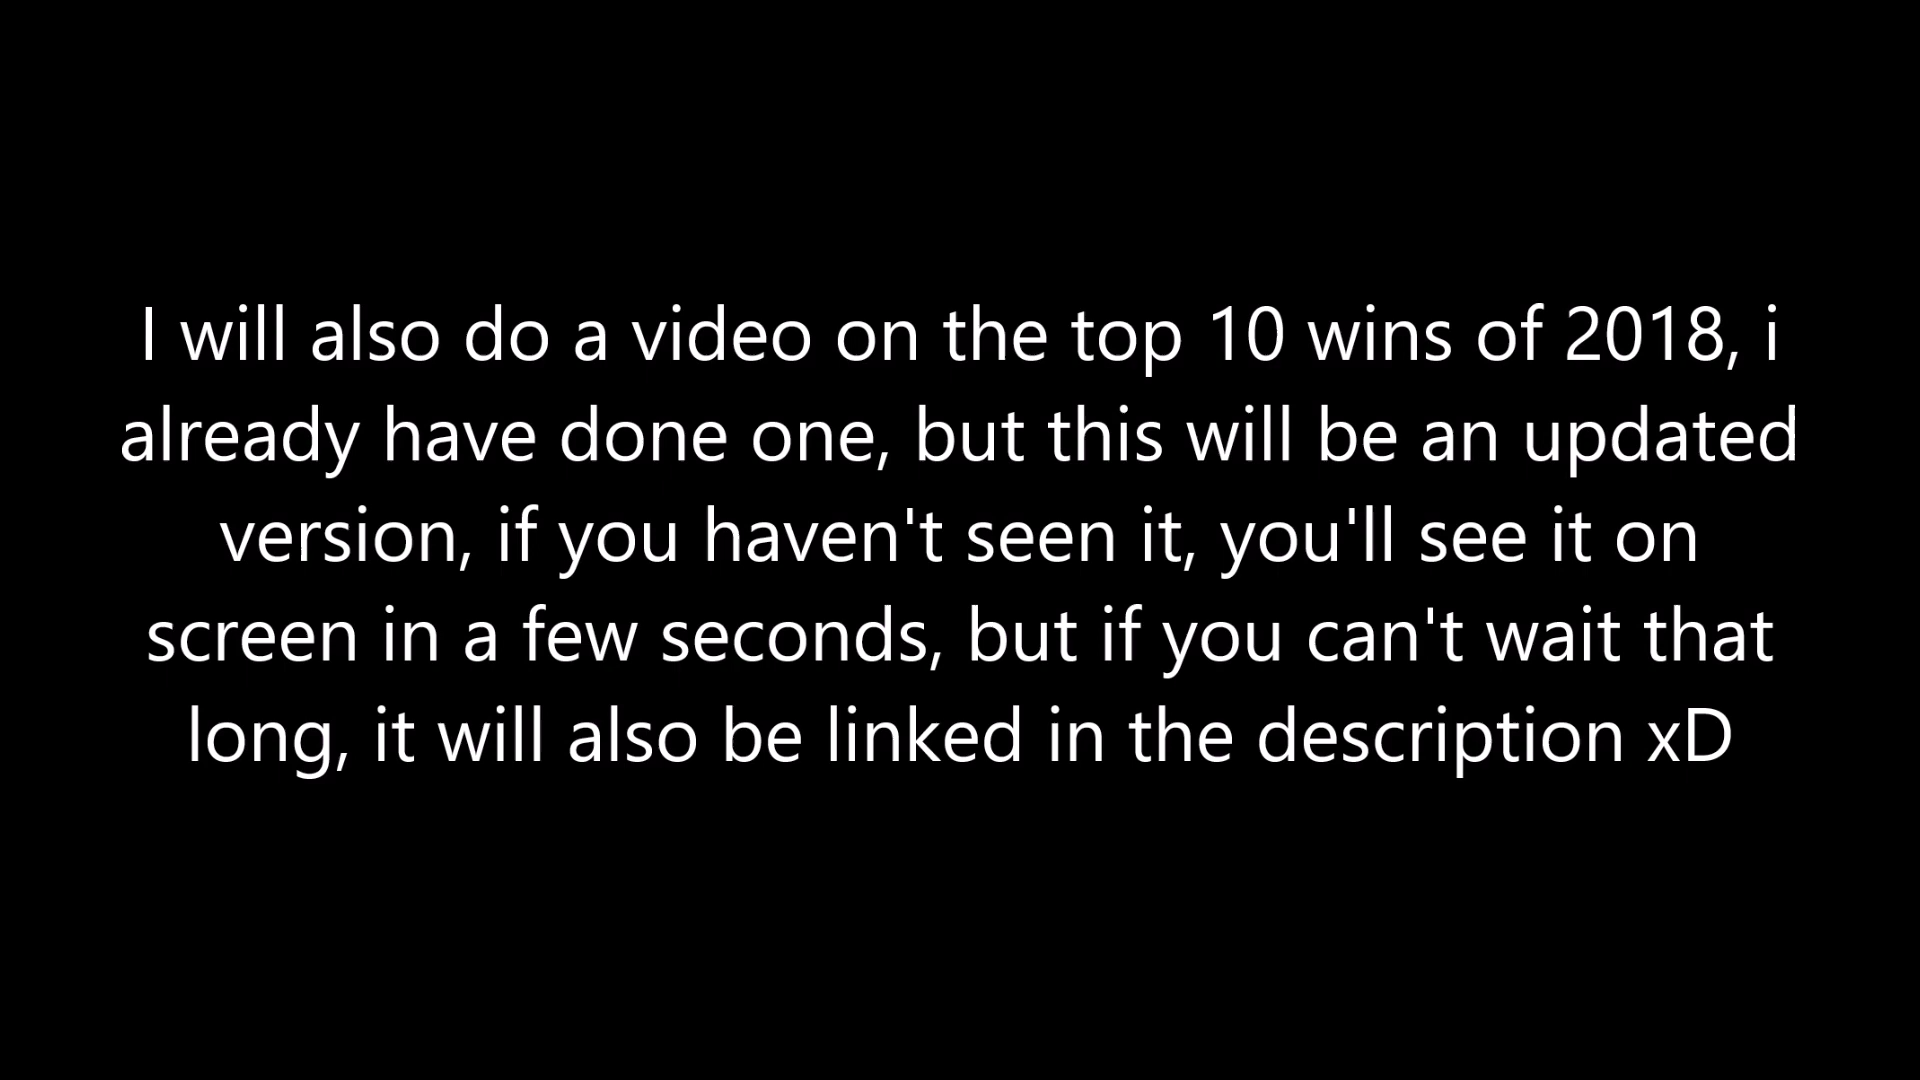 I will also do a video on the top 10 wins of 2018, i
already have done one, but this will be an updated
version, if you haven't seen it, you'll see it on
screen in a few seconds, but if you can't wait that
long, it will also be linked in the description xD